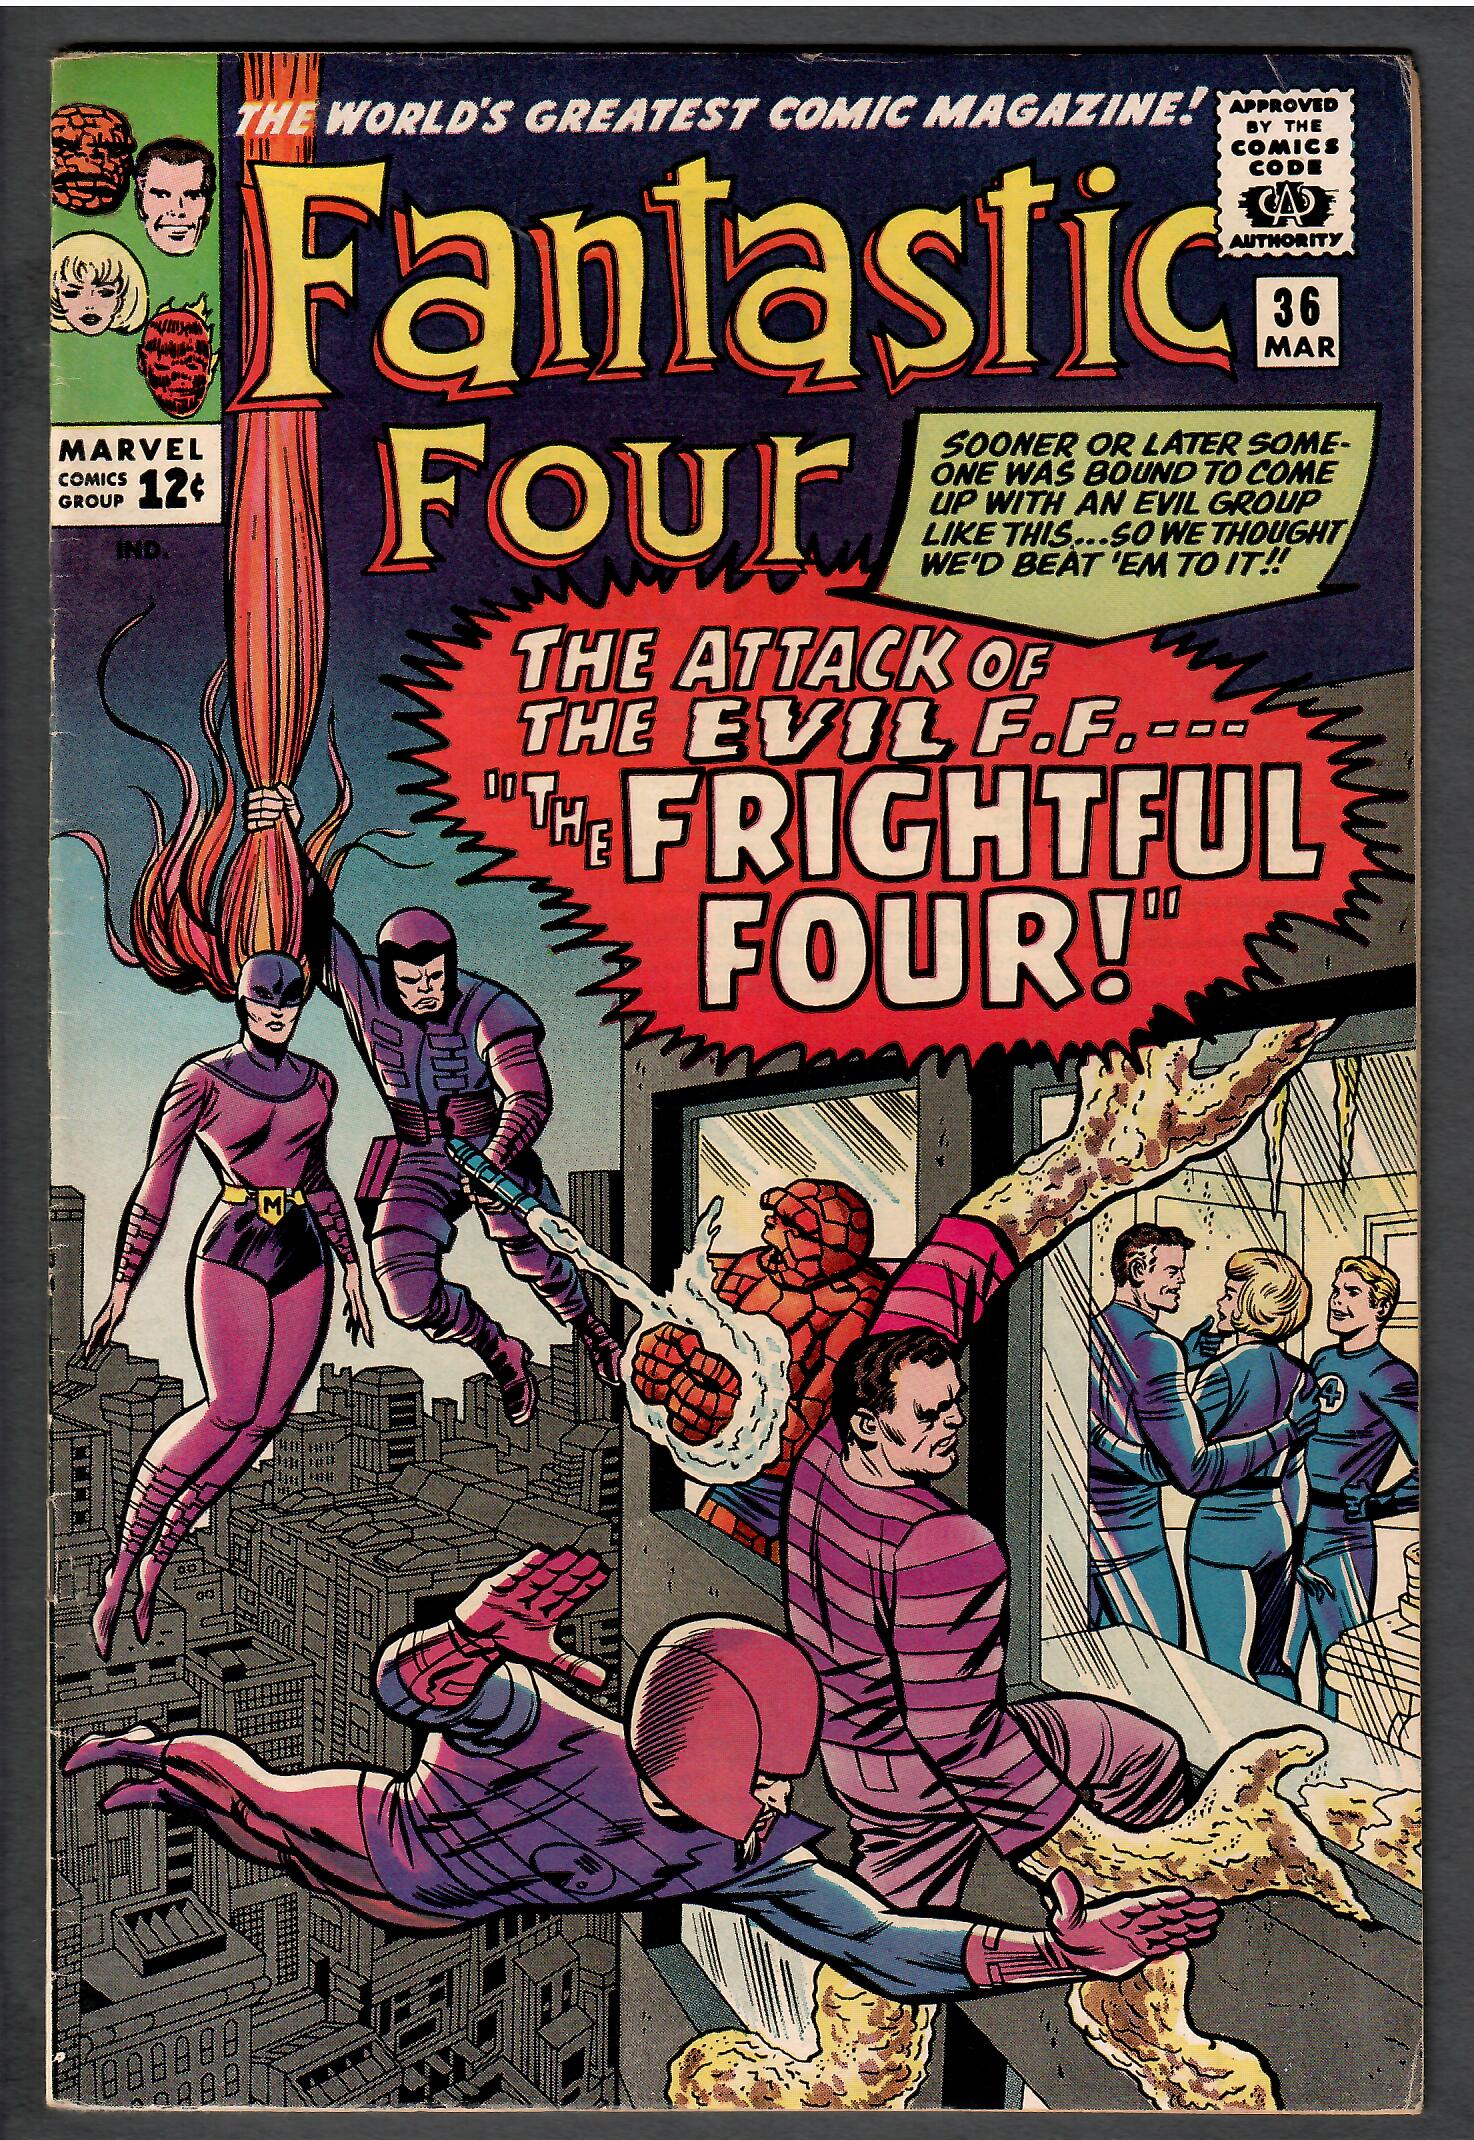 THE WORLD'S GREATEST COMIC MAGAZINE!
APPROVED
BY THE
COMICS
CODE
CA
AUTHORITY
Fantastic
36
MAR
Four
MARVEL
COMICS
GROUP 12¢
IND.
SOONER OR LATER SOME-
ONE WAS BOUND TO COME
UP WITH AN EVIL GROUP
LIKE THIS...SO WE THOUGHT
WE'D BEAT 'EM TO IT!!
THE ATTACK OF
THE EVIL F.F.---
"THE FRIGHTFUL
FOUR!"
M
4